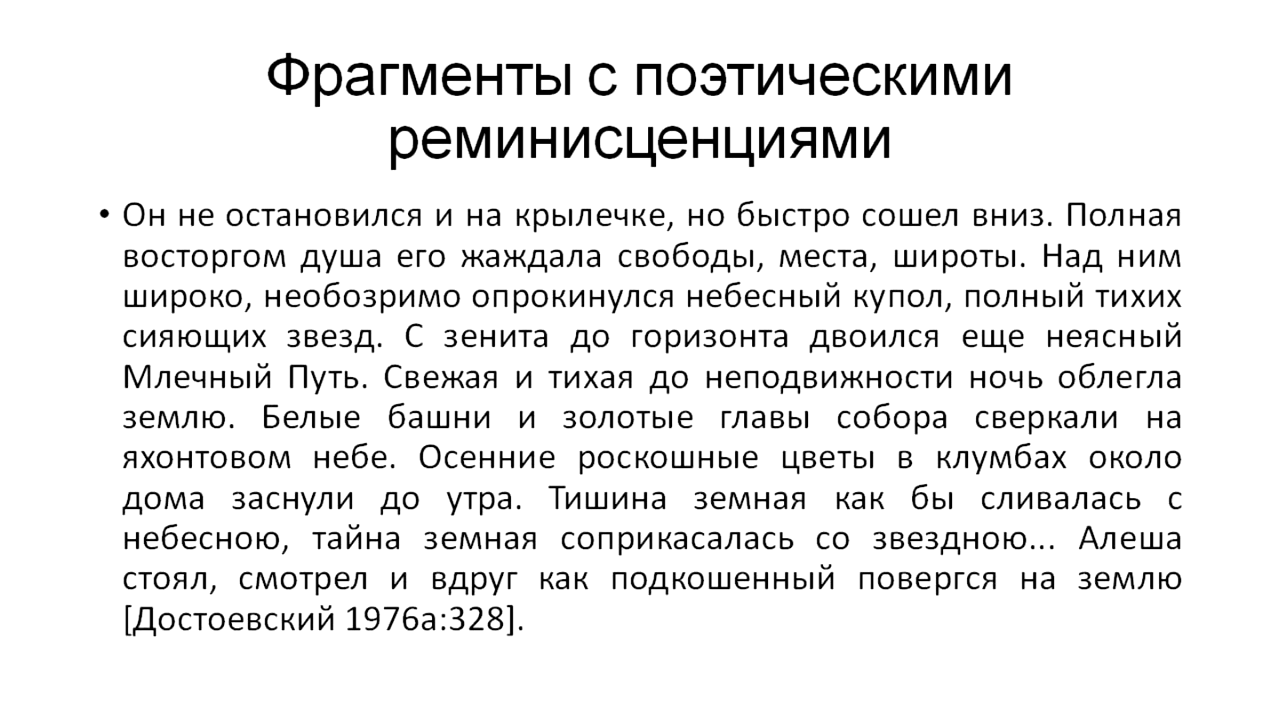 Фрагменты с поэтическими
реминисценциями
• Он не остановился и на крылечке, но быстро сошел вниз. Полная
восторгом душа его жаждала свободы, места, широты. Над ним
широко, необозримо опрокинулся небесный купол, полный тихих
сияющих звезд. С зенита до горизонта двоился еще неясный
Млечный Путь. Свежая и тихая до неподвижности ночь облегла
землю. Белые башни и золотые главы собора сверкали на
яхонтовом небе. Осенние роскошные цветы в клумбах около
дома заснули до утра. Тишина земная как бы сливалась с
небесною, тайна земная соприкасалась со звездною... Алеша
стоял, смотрел и вдруг как подкошенный повергся на землю
[Достоевский 1976а:328].